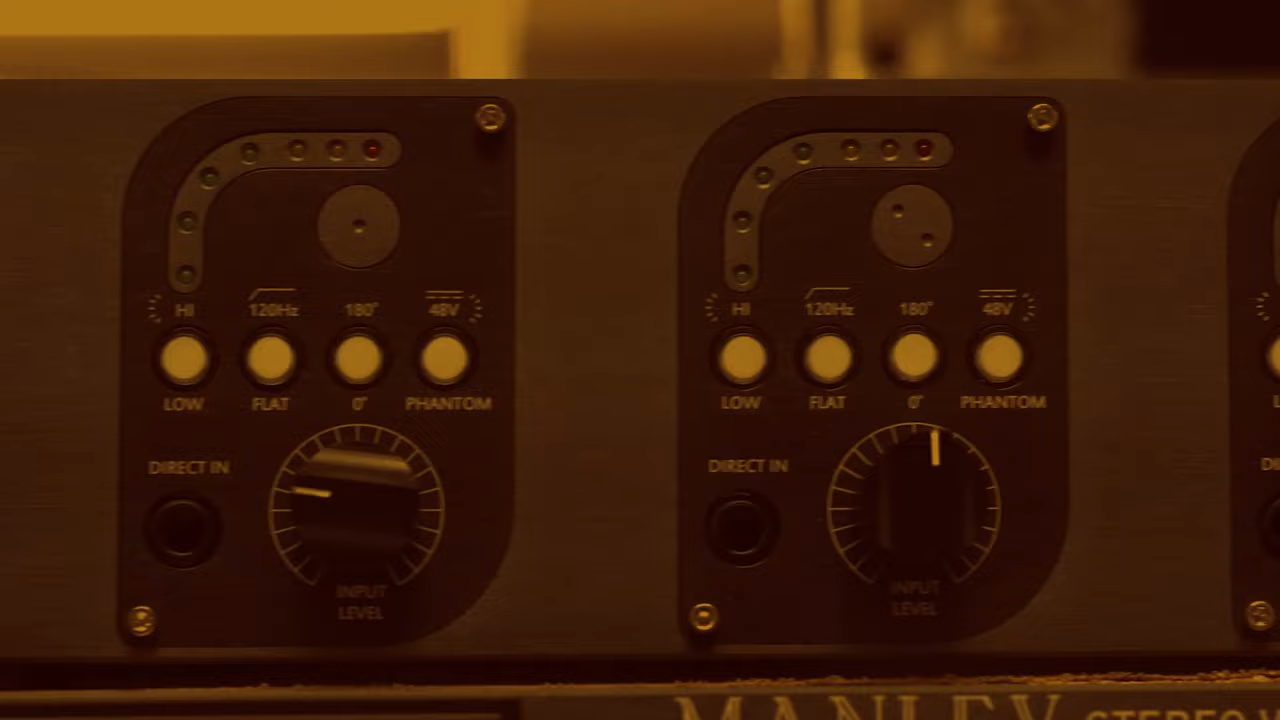 HI 120Hz 180° 48V
LOW FLAT 0° PHANTOM
DIRECT IN
INPUT
LEVEL
HI 120Hz 180° 48V
LOW FLAT 0° PHANTOM
DIRECT IN
INPUT
LEVEL
MANLEY STEREO